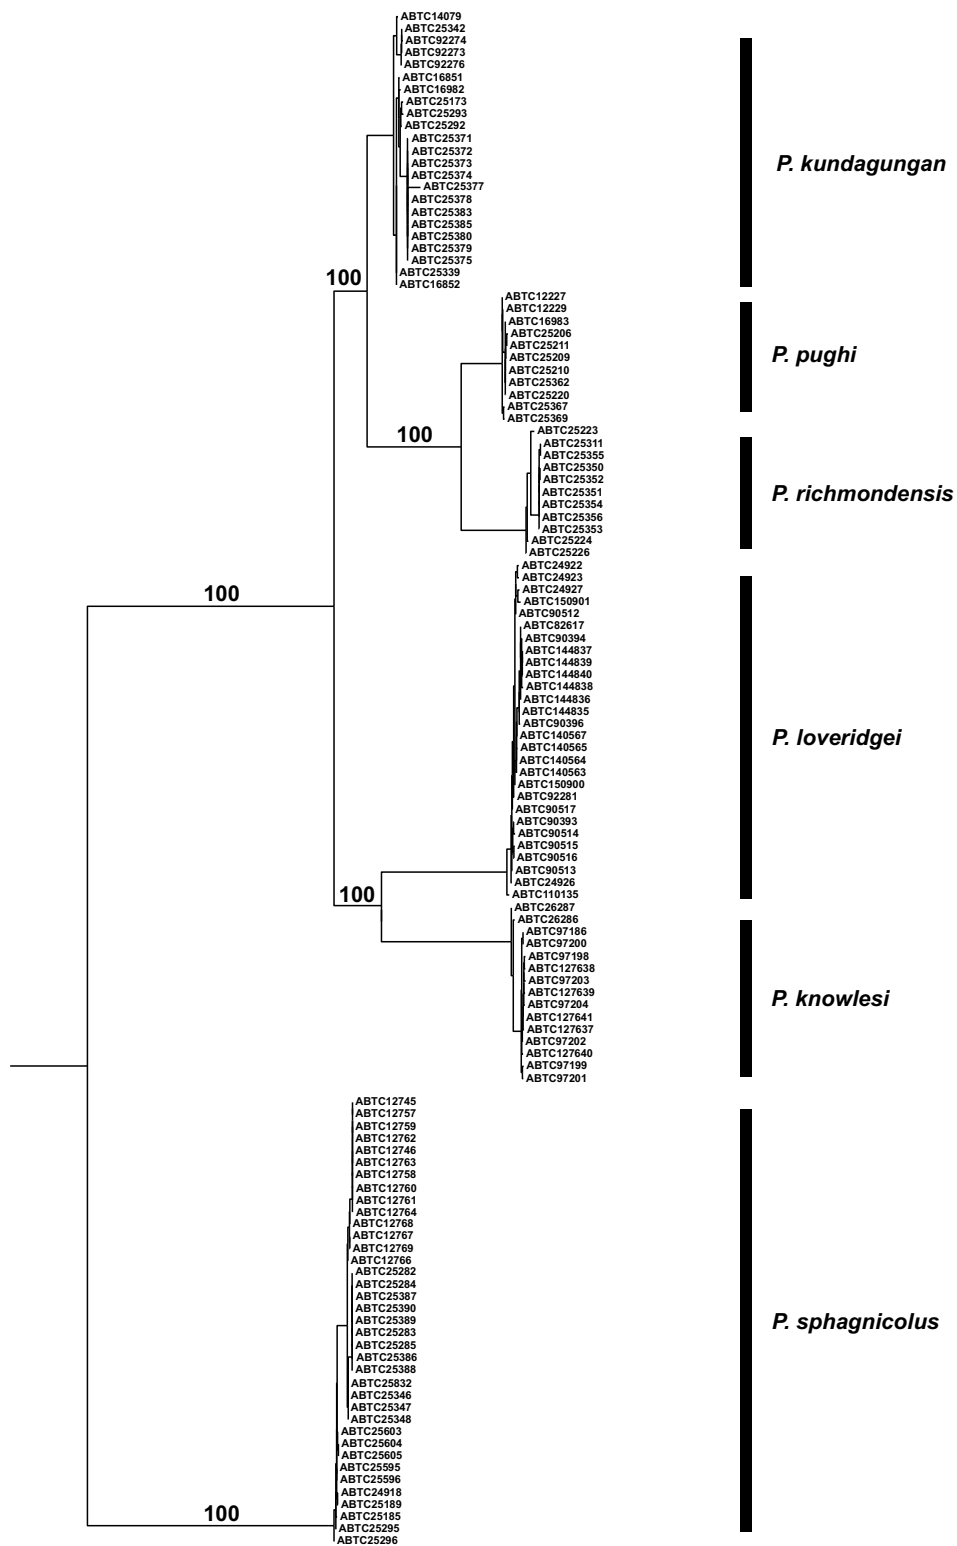 ABTC14079
ABTC25342
ABTC92274
ABTC92273
ABTC92276
ABTC16851
ABTC16982
ABTC25173
ABTC25293
ABTC25292
ABTC25371
ABTC25372
ABTC25373
ABTC25374
ABTC25377
ABTC25378
ABTC25383
ABTC25385
ABTC25380
ABTC25379
ABTC25375
ABTC25339
ABTC16852
P. kundagungan
100
ABTC12227
ABTC12229
ABTC16983
ABTC25206
ABTC25211
ABTC25209
ABTC25210
ABTC25362
ABTC25220
ABTC25367
ABTC25369
P. pughi
100
ABTC25223
ABTC25311
ABTC25355
ABTC25350
ABTC25352
ABTC25351
ABTC25354
ABTC25356
ABTC25353
ABTC25224
ABTC25226
P. richmondensis
100
ABTC24922
ABTC24923
ABTC24927
ABTC150901
ABTC90512
ABTC82617
ABTC90394
ABTC144837
ABTC144839
ABTC144840
ABTC144838
ABTC144836
ABTC144835
ABTC90396
ABTC140567
ABTC140565
ABTC140564
ABTC140563
ABTC150900
ABTC92281
ABTC90517
ABTC90393
ABTC90514
ABTC90515
ABTC90516
ABTC90513
ABTC24926
ABTC110135
P. loveridgei
100
ABTC26287
ABTC26286
ABTC97186
ABTC97200
ABTC97198
ABTC127638
ABTC97203
ABTC127639
ABTC97204
ABTC127641
ABTC127637
ABTC97202
ABTC127640
ABTC97199
ABTC97201
P. knowlesi
ABTC12745
ABTC12757
ABTC12759
ABTC12762
ABTC12746
ABTC12763
ABTC12758
ABTC12760
ABTC12761
ABTC12764
ABTC12768
ABTC12767
ABTC12769
ABTC12766
ABTC25282
ABTC25284
ABTC25387
ABTC25390
ABTC25389
ABTC25283
ABTC25285
ABTC25386
ABTC25388
ABTC25832
ABTC25346
ABTC25347
ABTC25348
ABTC25603
ABTC25604
ABTC25605
ABTC25595
ABTC25596
ABTC24918
ABTC25189
ABTC25185
ABTC25295
ABTC25296
P. sphagnicolus
100